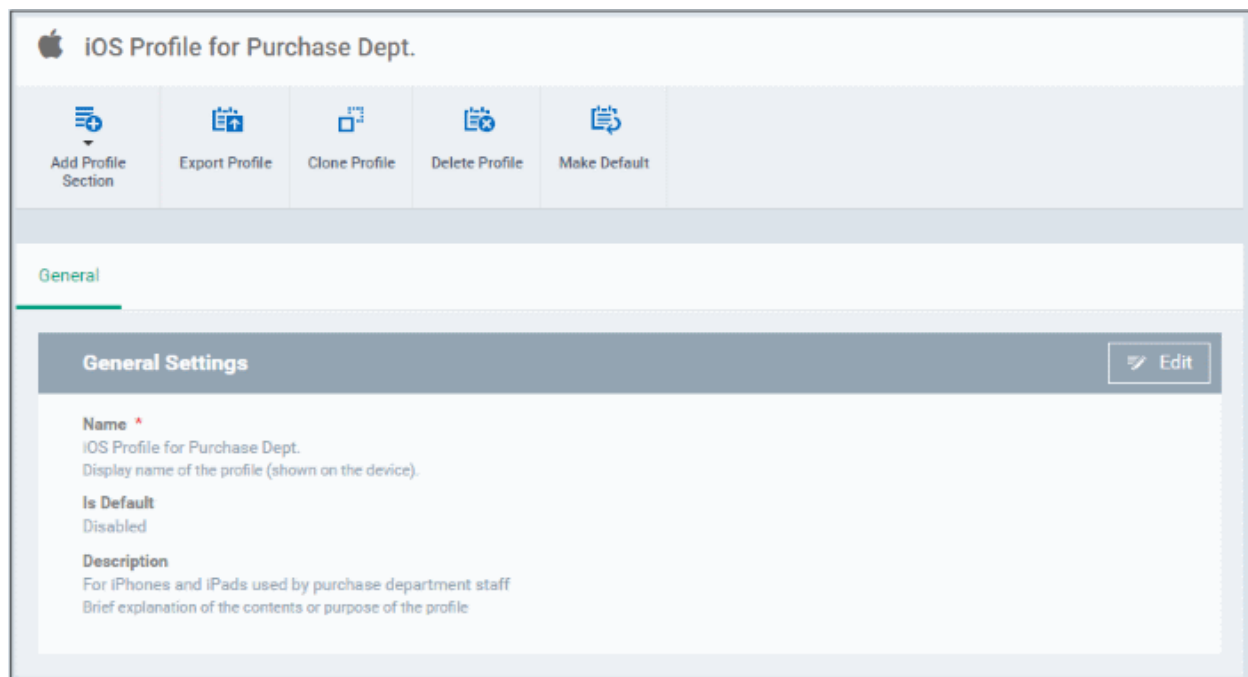 iOS Profile for Purchase Dept.
Add Profile
Section
Export Profile
Clone Profile
Delete Profile
Make Default
General
General Settings
Edit
Name *
iOS Profile for Purchase Dept.
Display name of the profile (shown on the device).
Is Default
Disabled
Description
For iPhones and iPads used by purchase department staff
Brief explanation of the contents or purpose of the profile